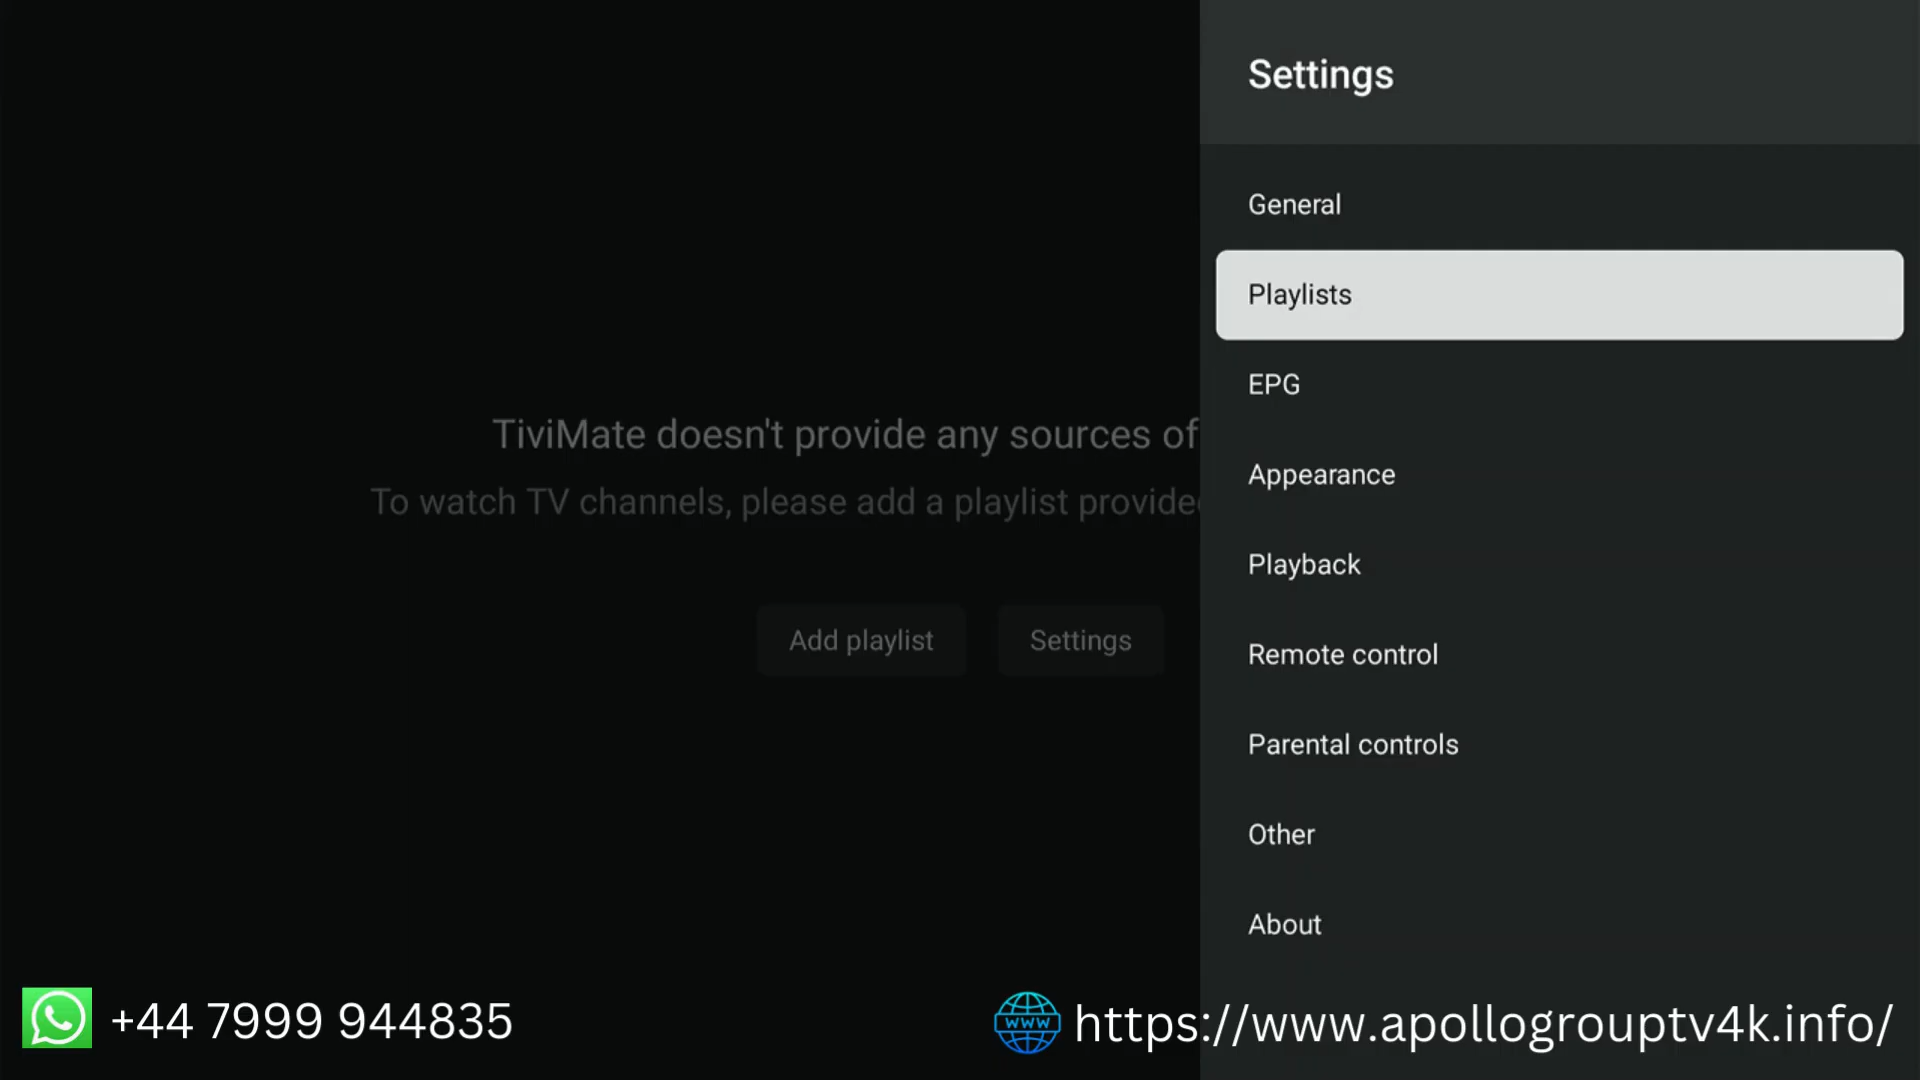 Settings
General
Playlists
EPG
Appearance
Playback
Remote control
Parental controls
Other
About
TiviMate doesn't provide any sources of
To watch TV channels, please add a playlist provide
Add playlist
Settings
+44 7999 944835
www
https://www.apollogrouptv4k.info/